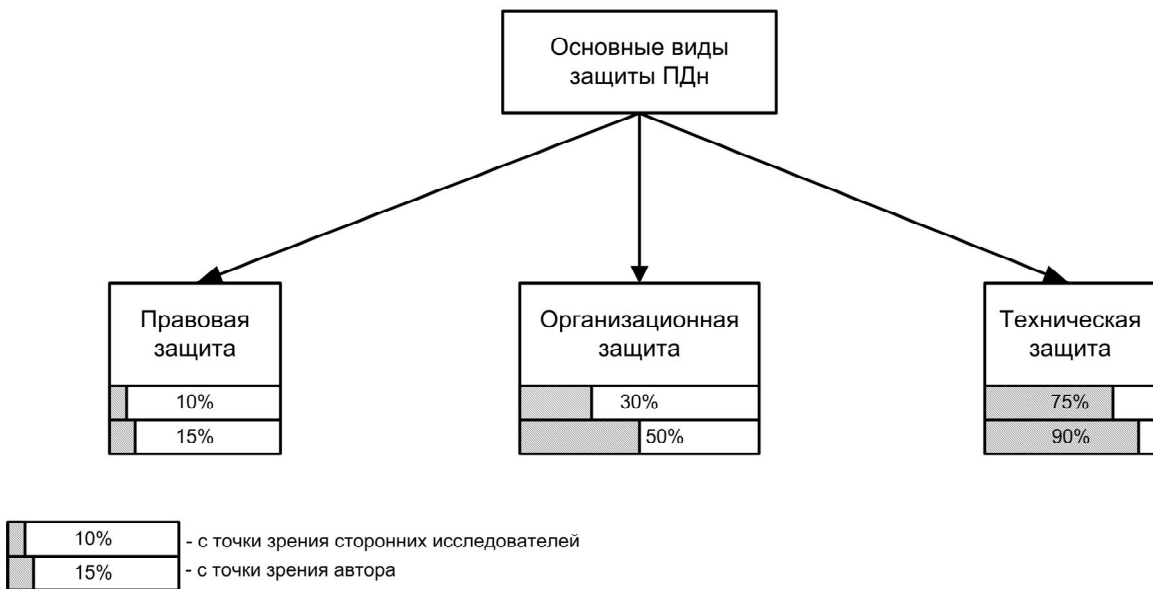 Основные виды
защиты ПДн
Правовая
защита
10%
15%
Организационная
защита
30%
50%
Техническая
защита
75%
90%
10%
- с точки зрения сторонних исследователей
15%
- с точки зрения автора